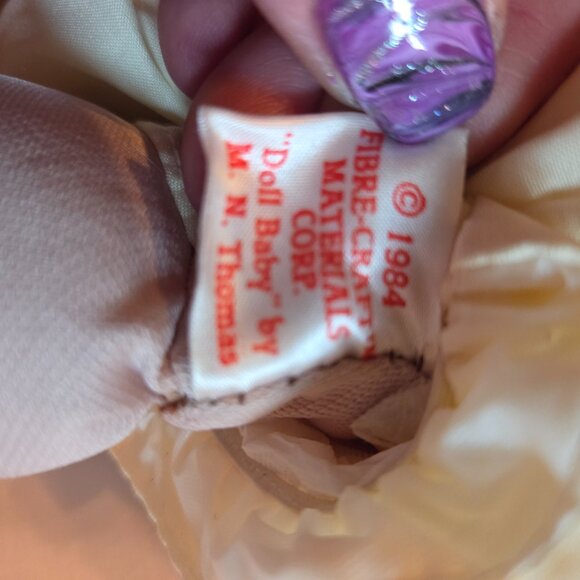 © 1984
FIBRE-CRAFT
MATERIALS
CORP.
"Doll Baby" by
M. N. Thomas